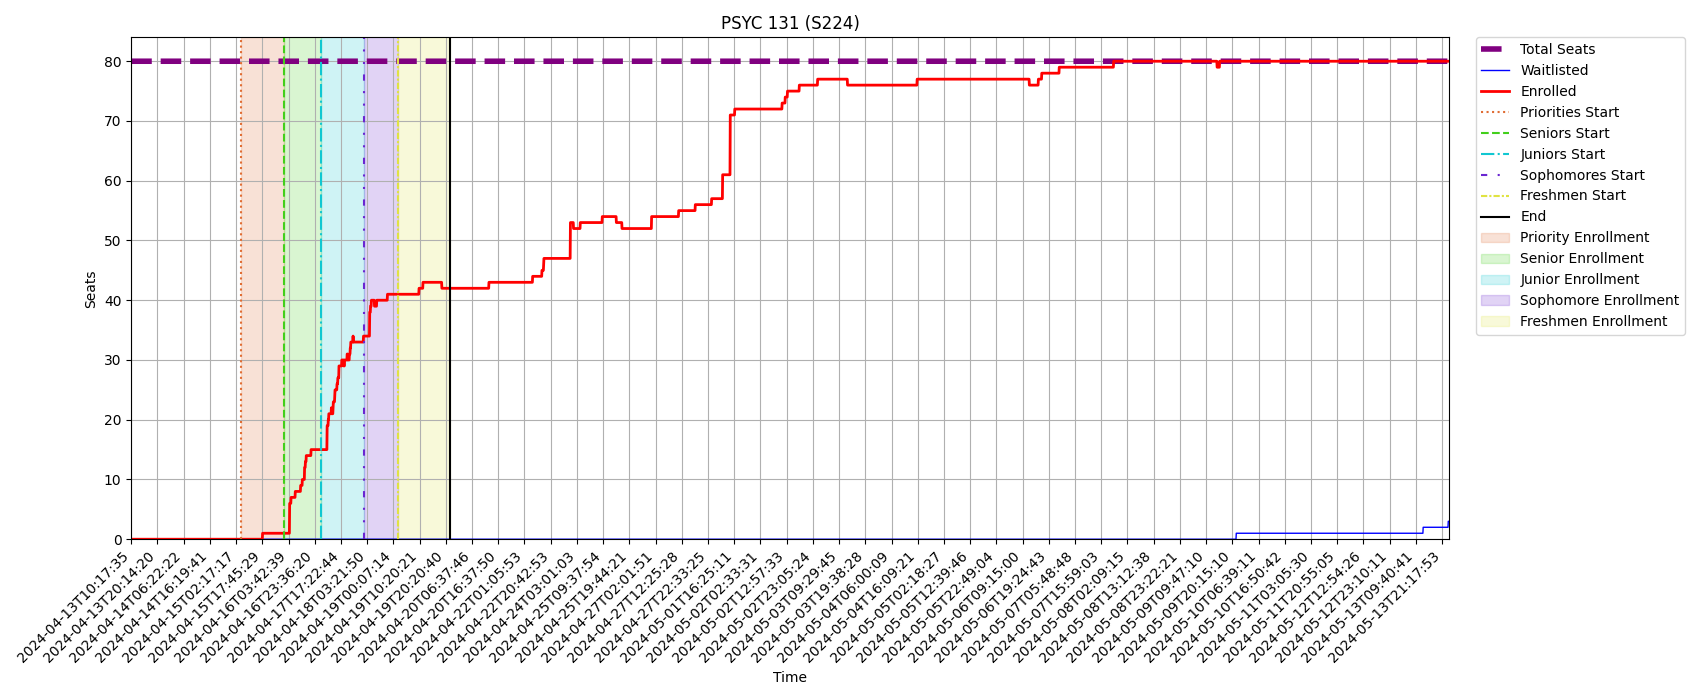 PSYC 131 (S224)
80
70
60
50
40
30
20
10
0
Seats
2024-04-13T10:17:35
2024-04-13T20:14:20
2024-04-14T06:22:22
2024-04-14T16:19:41
2024-04-15T02:17:17
2024-04-15T17:45:29
2024-04-16T03:42:39
2024-04-16T23:36:20
2024-04-17T17:22:44
2024-04-18T03:21:50
2024-04-19T00:07:14
2024-04-19T10:20:21
2024-04-19T20:20:40
2024-04-20T06:37:46
2024-04-20T16:37:50
2024-04-22T01:05:53
2024-04-22T20:42:53
2024-04-24T03:01:03
2024-04-25T09:37:54
2024-04-25T19:44:21
2024-04-27T02:01:51
2024-04-27T12:25:28
2024-04-27T22:33:25
2024-05-01T16:25:11
2024-05-02T02:33:31
2024-05-02T12:57:33
2024-05-02T23:05:24
2024-05-03T09:29:45
2024-05-03T19:38:28
2024-05-04T06:00:09
2024-05-04T16:09:21
2024-05-05T02:18:27
2024-05-05T12:39:46
2024-05-05T22:49:04
2024-05-06T09:15:00
2024-05-06T19:24:43
2024-05-07T05:48:48
2024-05-07T15:59:03
2024-05-08T02:09:15
2024-05-08T13:12:38
2024-05-08T23:22:21
2024-05-09T09:47:10
2024-05-09T20:15:10
2024-05-10T06:39:11
2024-05-10T16:50:42
2024-05-11T03:05:30
2024-05-11T20:55:05
2024-05-12T12:54:26
2024-05-12T23:10:11
2024-05-13T09:40:41
2024-05-13T21:17:53
Time
Total Seats
Waitlisted
Enrolled
Priorities Start
Seniors Start
Juniors Start
Sophomores Start
Freshmen Start
End
Priority Enrollment
Senior Enrollment
Junior Enrollment
Sophomore Enrollment
Freshmen Enrollment